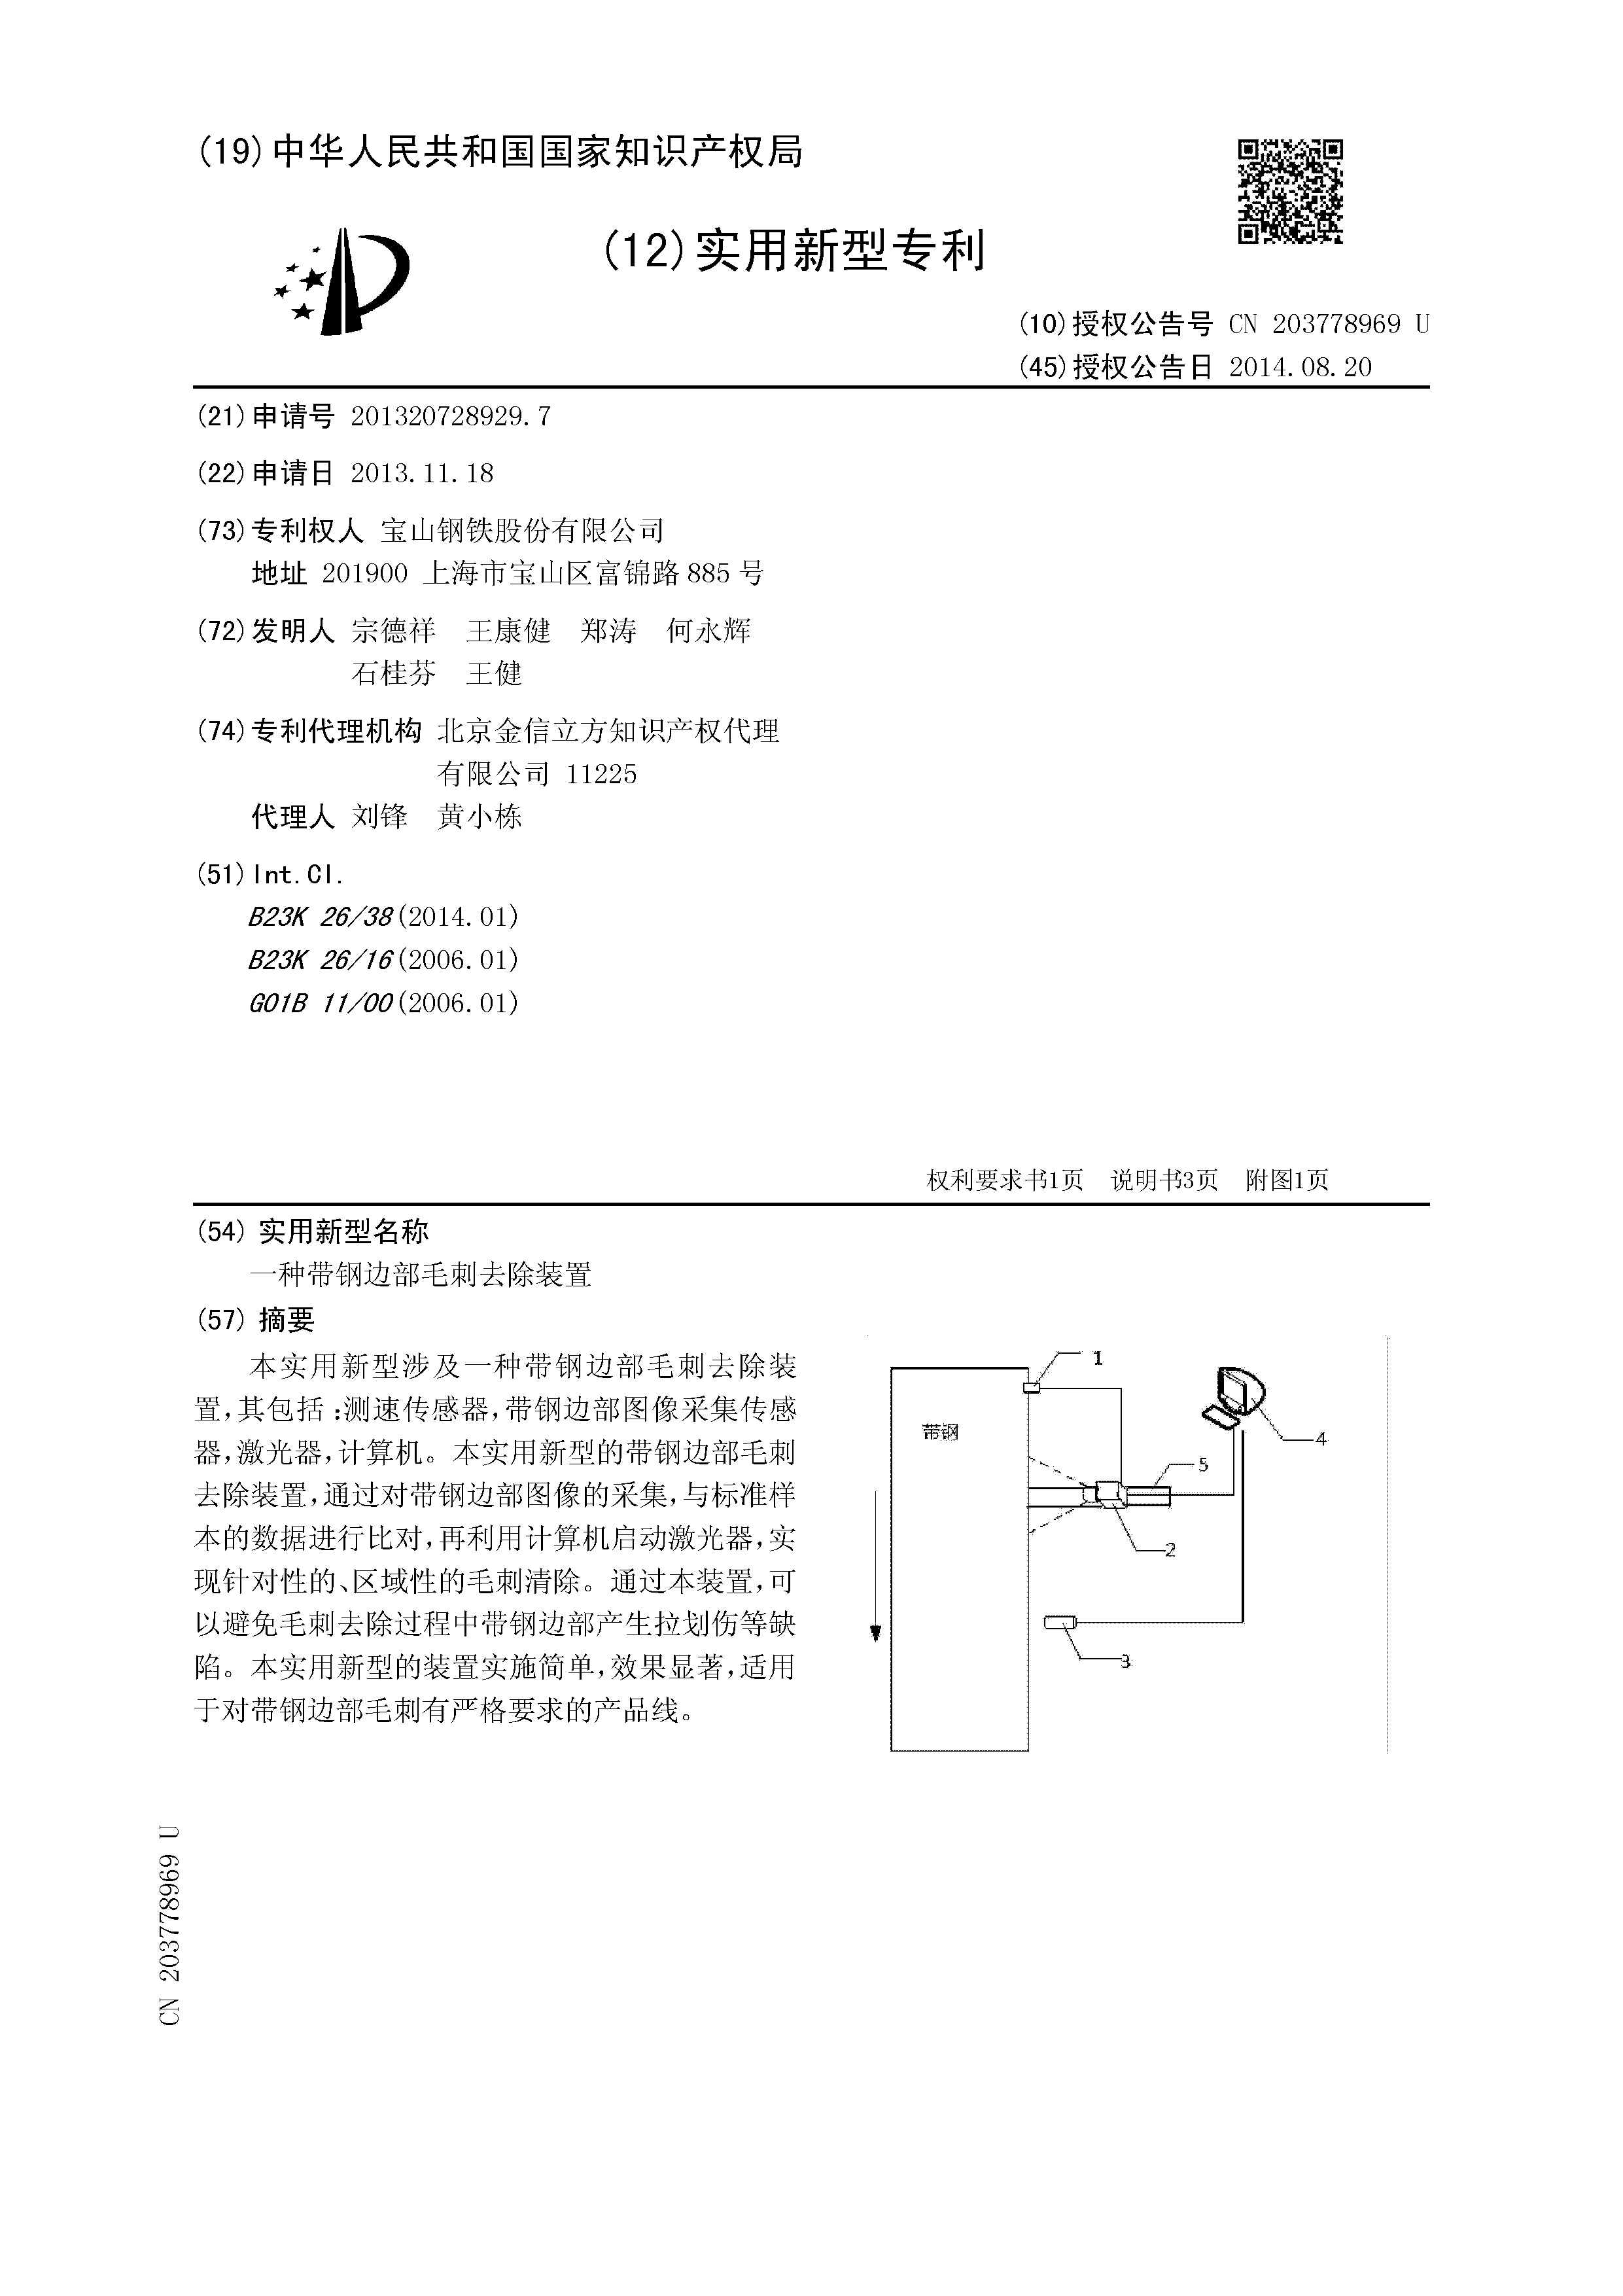 (19)中华人民共和国国家知识产权局
(12)实用新型专利
(10)授权公告号 CN 203778969 U
(45)授权公告日 2014.08.20
(21)申请号 201320728929.7
(22)申请日 2013.11.18
(73)专利权人 宝山钢铁股份有限公司
地址 201900 上海市宝山区富锦路885号
(72)发明人 宗德祥 王康健 郑涛 何永辉
石桂芬 王健
(74)专利代理机构 北京金信立方知识产权代理
有限公司 11225
代理人 刘锋 黄小栋
(51)Int.Cl.
B23K 26/38(2014.01)
B23K 26/16(2006.01)
G01B 11/00(2006.01)
权利要求书1页 说明书3页 附图1页
(54)实用新型名称
一种带钢边部毛刺去除装置
(57)摘要
本实用新型涉及一种带钢边部毛刺去除装
置,其包括:测速传感器,带钢边部图像采集传感
器,激光器,计算机。本实用新型的带钢边部毛刺
去除装置,通过对带钢边部图像的采集,与标准样
本的数据进行比对,再利用计算机启动激光器,实
现针对性的、区域性的毛刺清除。通过本装置,可
以避免毛刺去除过程中带钢边部产生拉划伤等缺
陷。本实用新型的装置实施简单,效果显著,适用
于对带钢边部毛刺有严格要求的产品线。
1
带钢
4
5
2
3
CN 203778969 U